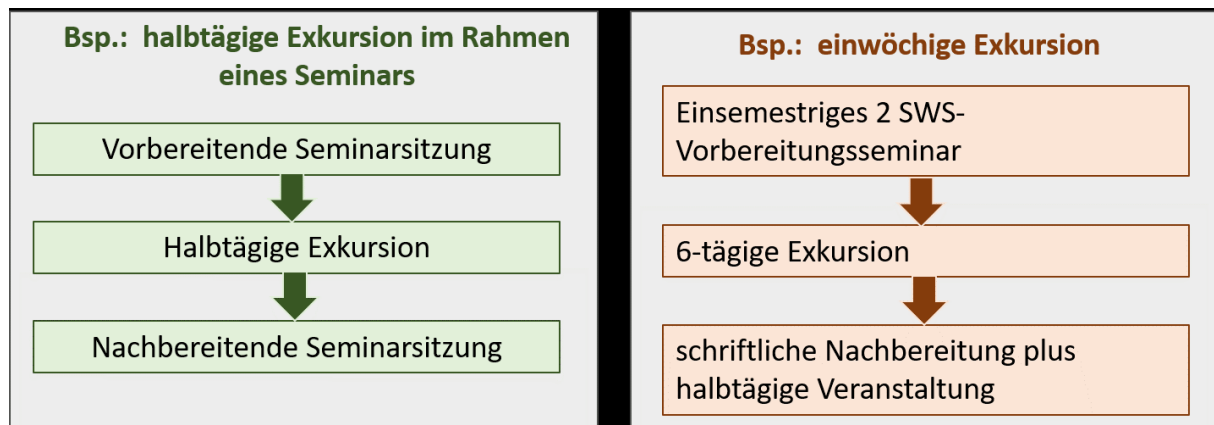 Bsp.: halbtägige Exkursion im Rahmen
eines Seminars
Vorbereitende Seminarsitzung
Halbtägige Exkursion
Nachbereitende Seminarsitzung
Bsp.: einwöchige Exkursion
Einsemestriges 2 SWS-
Vorbereitungsseminar
6-tägige Exkursion
schriftliche Nachbereitung plus
halbtägige Veranstaltung